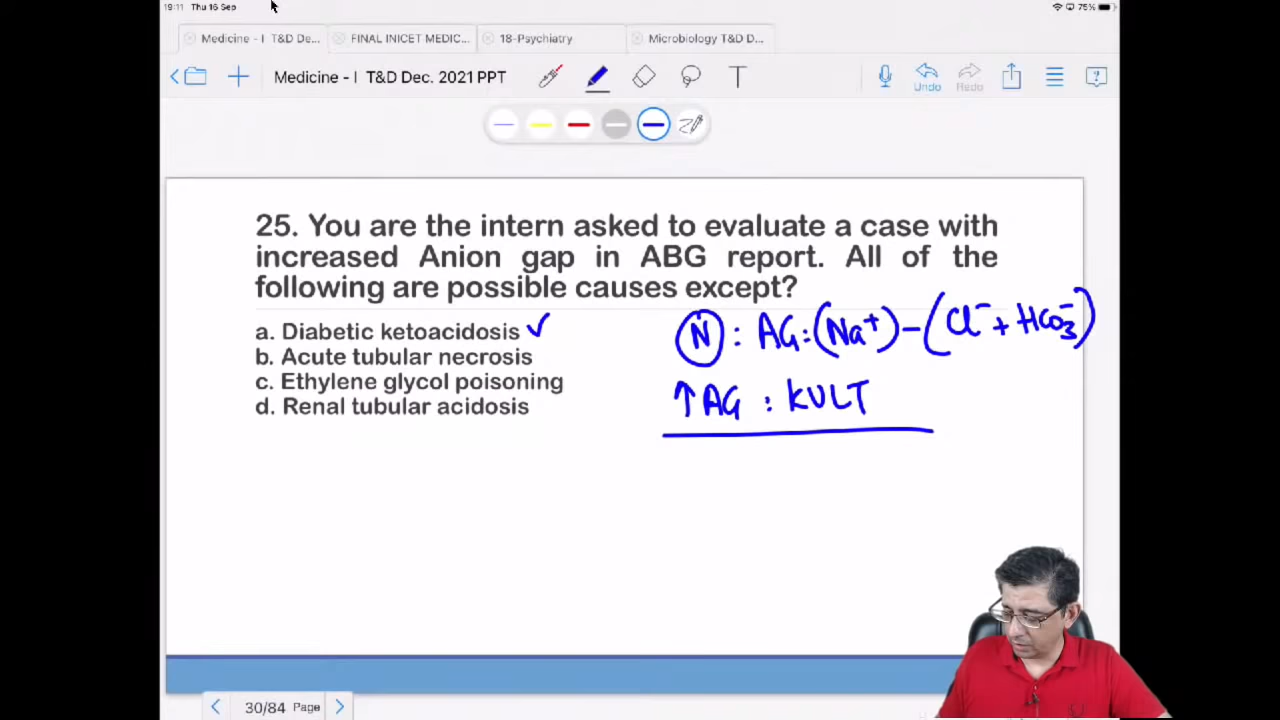 19:11 Thu 16 Sep
75%
Medicine - I T&D De...
FINAL INICET MEDIC...
18-Psychiatry
Microbiology T&D D...
Medicine - I T&D Dec. 2021 PPT
T
Undo
Redo
25. You are the intern asked to evaluate a case with
increased Anion gap in ABG report. All of the
following are possible causes except?
a. Diabetic ketoacidosis ✓
b. Acute tubular necrosis
c. Ethylene glycol poisoning
d. Renal tubular acidosis
N : AG : (Na⁺) − (Cl⁻ + HCO₃⁻)
↑ AG : KULT
30/84 Page